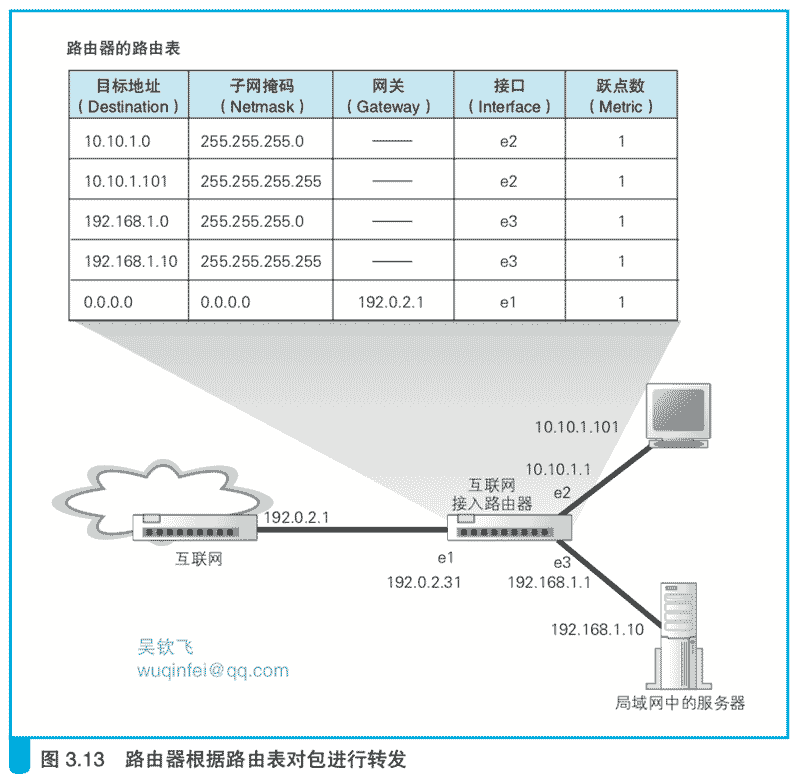 路由器的路由表
目标地址 子网掩码 网关 接口 跃点数
（Destination） （Netmask） （Gateway） （Interface） （Metric）
10.10.1.0 255.255.255.0 —— e2 1
10.10.1.101 255.255.255.255 —— e2 1
192.168.1.0 255.255.255.0 —— e3 1
192.168.1.10 255.255.255.255 —— e3 1
0.0.0.0 0.0.0.0 192.0.2.1 e1 1
10.10.1.101
10.10.1.1
互联网
接入路由器
e2
192.0.2.1
互联网
e1
192.0.2.31
e3
192.168.1.1
192.168.1.10
吴钦飞
wuqinfei@qq.com
局域网中的服务器
图 3.13 路由器根据路由表对包进行转发